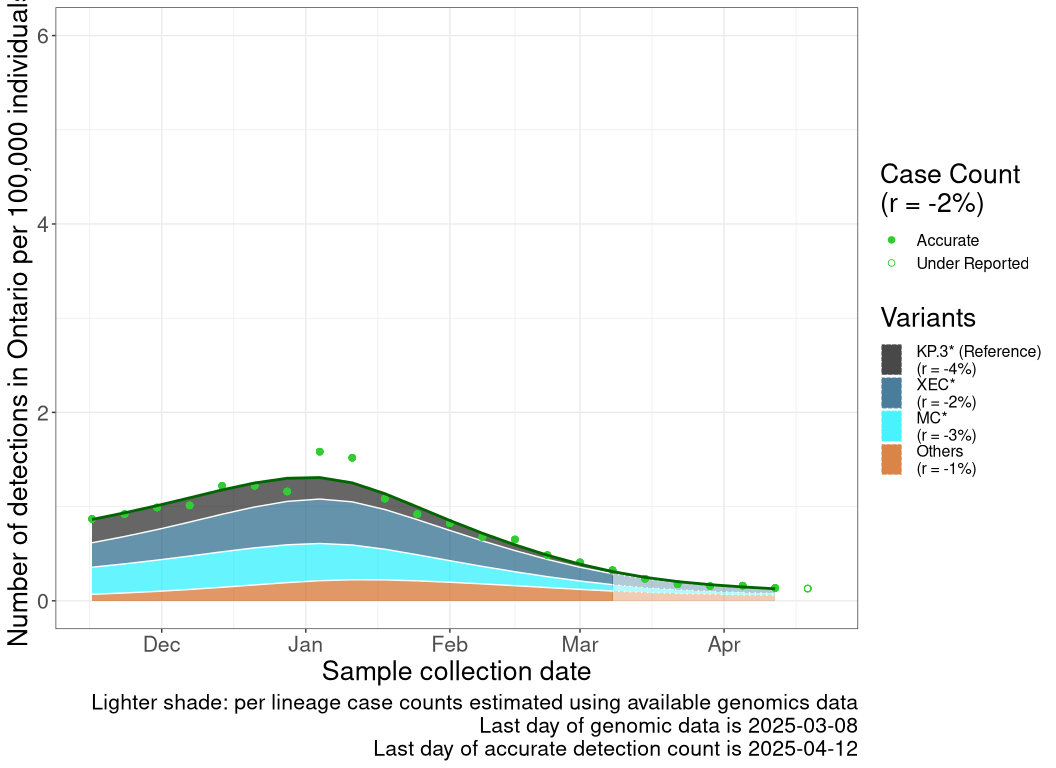 Number of detections in Ontario per 100,000 individuals
6
4
2
0
Dec
Jan
Feb
Mar
Apr
Sample collection date
Lighter shade: per lineage case counts estimated using available genomics data
Last day of genomic data is 2025-03-08
Last day of accurate detection count is 2025-04-12
Case Count
(r = -2%)
Accurate
Under Reported
Variants
KP.3* (Reference)
(r = -4%)
XEC*
(r = -2%)
MC*
(r = -3%)
Others
(r = -1%)